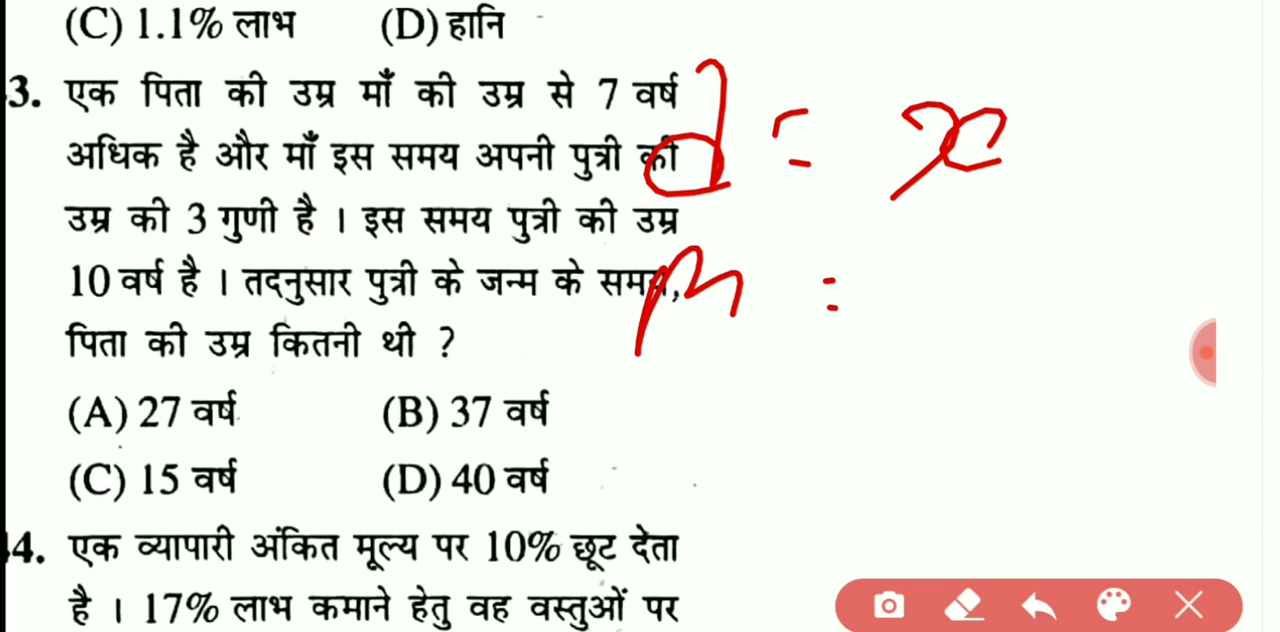 (C) 1.1% लाभ (D) हानि
3. एक पिता की उम्र माँ की उम्र से 7 वर्ष
अधिक है और माँ इस समय अपनी पुत्री की
उम्र की 3 गुणी है । इस समय पुत्री की उम्र
10 वर्ष है । तदनुसार पुत्री के जन्म के समय,
पिता की उम्र कितनी थी ?
(A) 27 वर्ष (B) 37 वर्ष
(C) 15 वर्ष (D) 40 वर्ष
44. एक व्यापारी अंकित मूल्य पर 10% छूट देता
है । 17% लाभ कमाने हेतु वह वस्तुओं पर
d = x
m =